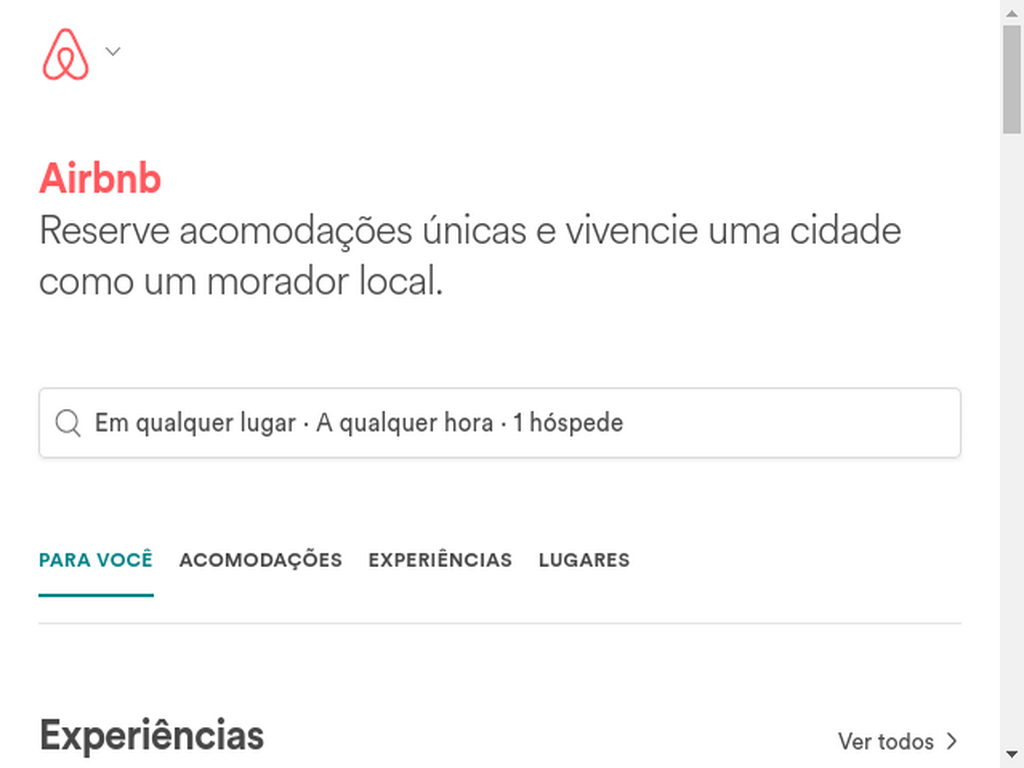 Airbnb
Reserve acomodações únicas e vivencie uma cidade
como um morador local.
Em qualquer lugar · A qualquer hora · 1 hóspede
PARA VOCÊ ACOMODAÇÕES EXPERIÊNCIAS LUGARES
Experiências Ver todos